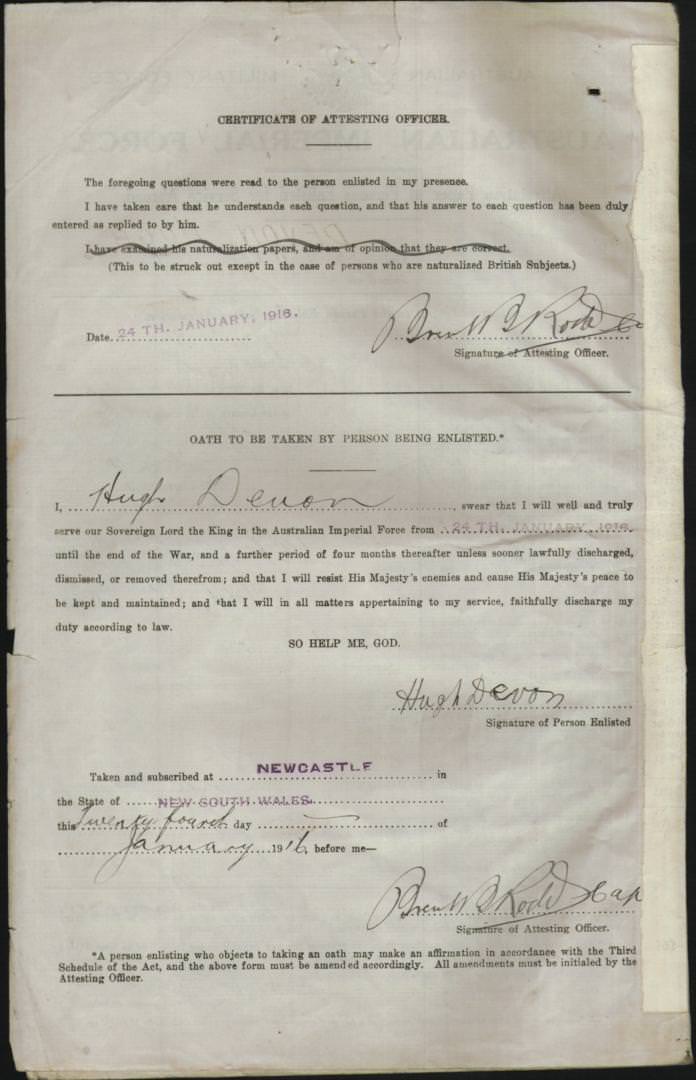 CERTIFICATE OF ATTESTING OFFICER.
The foregoing questions were read to the person enlisted in my presence.
I have taken care that he understands each question, and that his answer to each question has been duly
entered as replied to by him.
I have examined his naturalization papers, and am of opinion that they are correct.
(This to be struck out except in the case of persons who are naturalized British Subjects.)
Date 24 TH. JANUARY, 1916.
Signature of Attesting Officer.
OATH TO BE TAKEN BY PERSON BEING ENLISTED.*
I, Hugh Devon swear that I will well and truly
serve our Sovereign Lord the King in the Australian Imperial Force from 24 TH. JANUARY, 1916.
until the end of the War, and a further period of four months thereafter unless sooner lawfully discharged,
dismissed, or removed therefrom; and that I will resist His Majesty's enemies and cause His Majesty's peace to
be kept and maintained; and that I will in all matters appertaining to my service, faithfully discharge my
duty according to law.
SO HELP ME, GOD.
Hugh Devon
Signature of Person Enlisted
Taken and subscribed at NEWCASTLE in
the State of NEW SOUTH WALES.
this Twenty fourth day of
January 1916 before me—
Signature of Attesting Officer.
*A person enlisting who objects to taking an oath may make an affirmation in accordance with the Third
Schedule of the Act, and the above form must be amended accordingly. All amendments must be initialed by the
Attesting Officer.